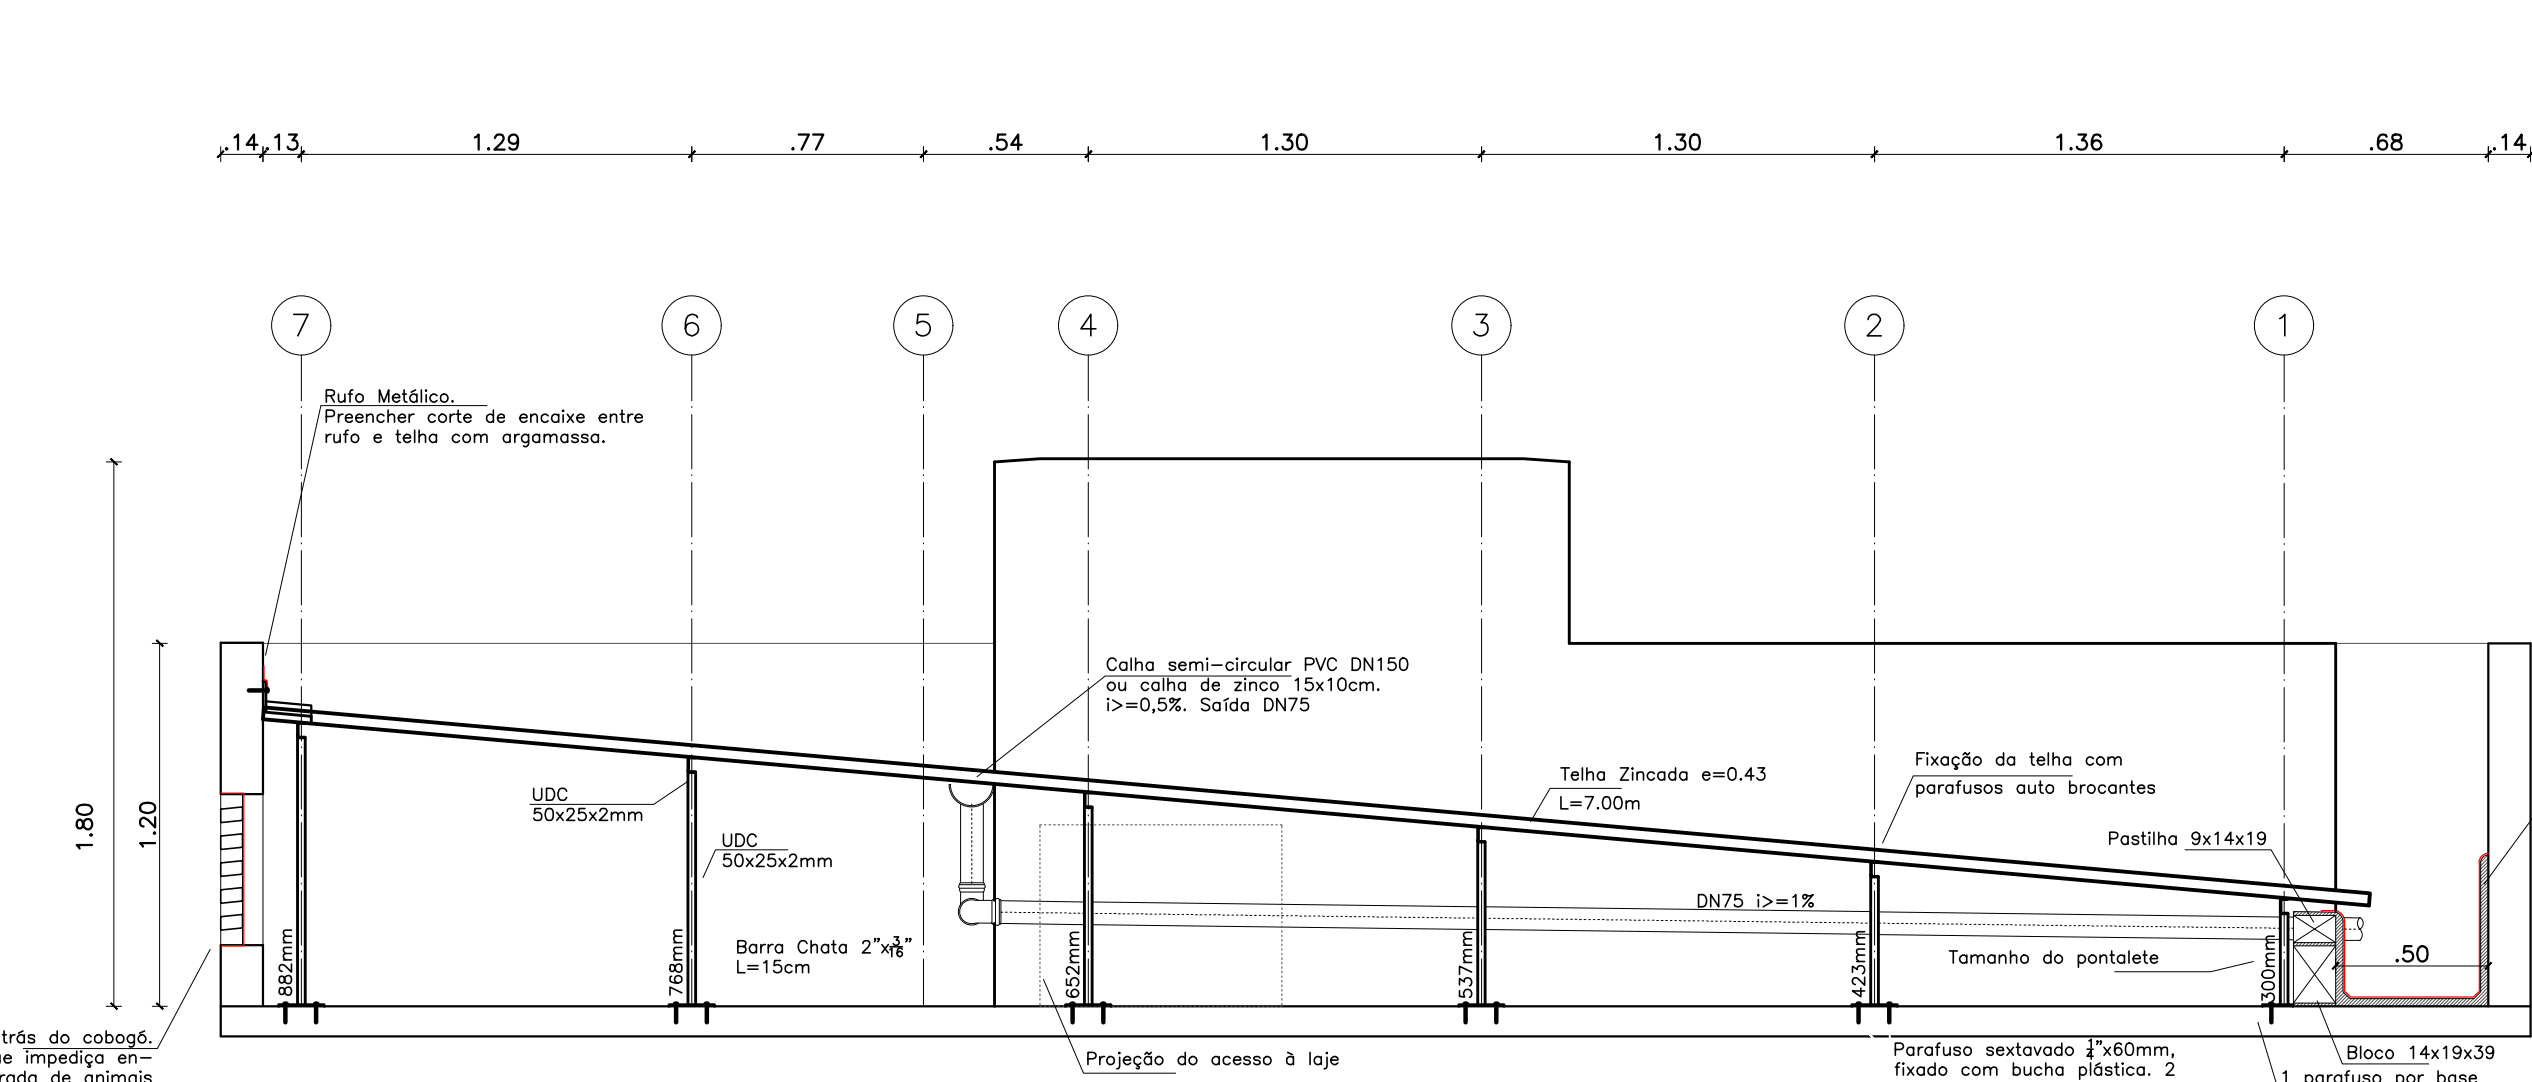 .14 .13 1.29 .77 .54 1.30 1.30 1.36 .68 .14
7 6 5 4 3 2 1
Rufo Metálico.
Preencher corte de encaixe entre
rufo e telha com argamassa.
1.80
1.20
Calha semi-circular PVC DN150
ou calha de zinco 15x10cm.
i>=0,5%. Saída DN75
UDC
50x25x2mm
UDC
50x25x2mm
Barra Chata 2"x3/16"
L=15cm
Telha Zincada e=0.43
L=7.00m
Fixação da telha com
parafusos auto brocantes
Pastilha 9x14x19
DN75 i>=1%
Tamanho do pontalete
.50
882mm
768mm
652mm
537mm
423mm
300mm
trás do cobogó.
e impediça en-
rada de animais
Projeção do acesso à laje
Parafuso sextavado 1/4"x60mm,
fixado com bucha plástica. 2
Bloco 14x19x39
1 parafuso por base